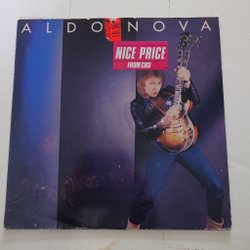 ALDO NOVA
NICE PRICE
FROM CBS